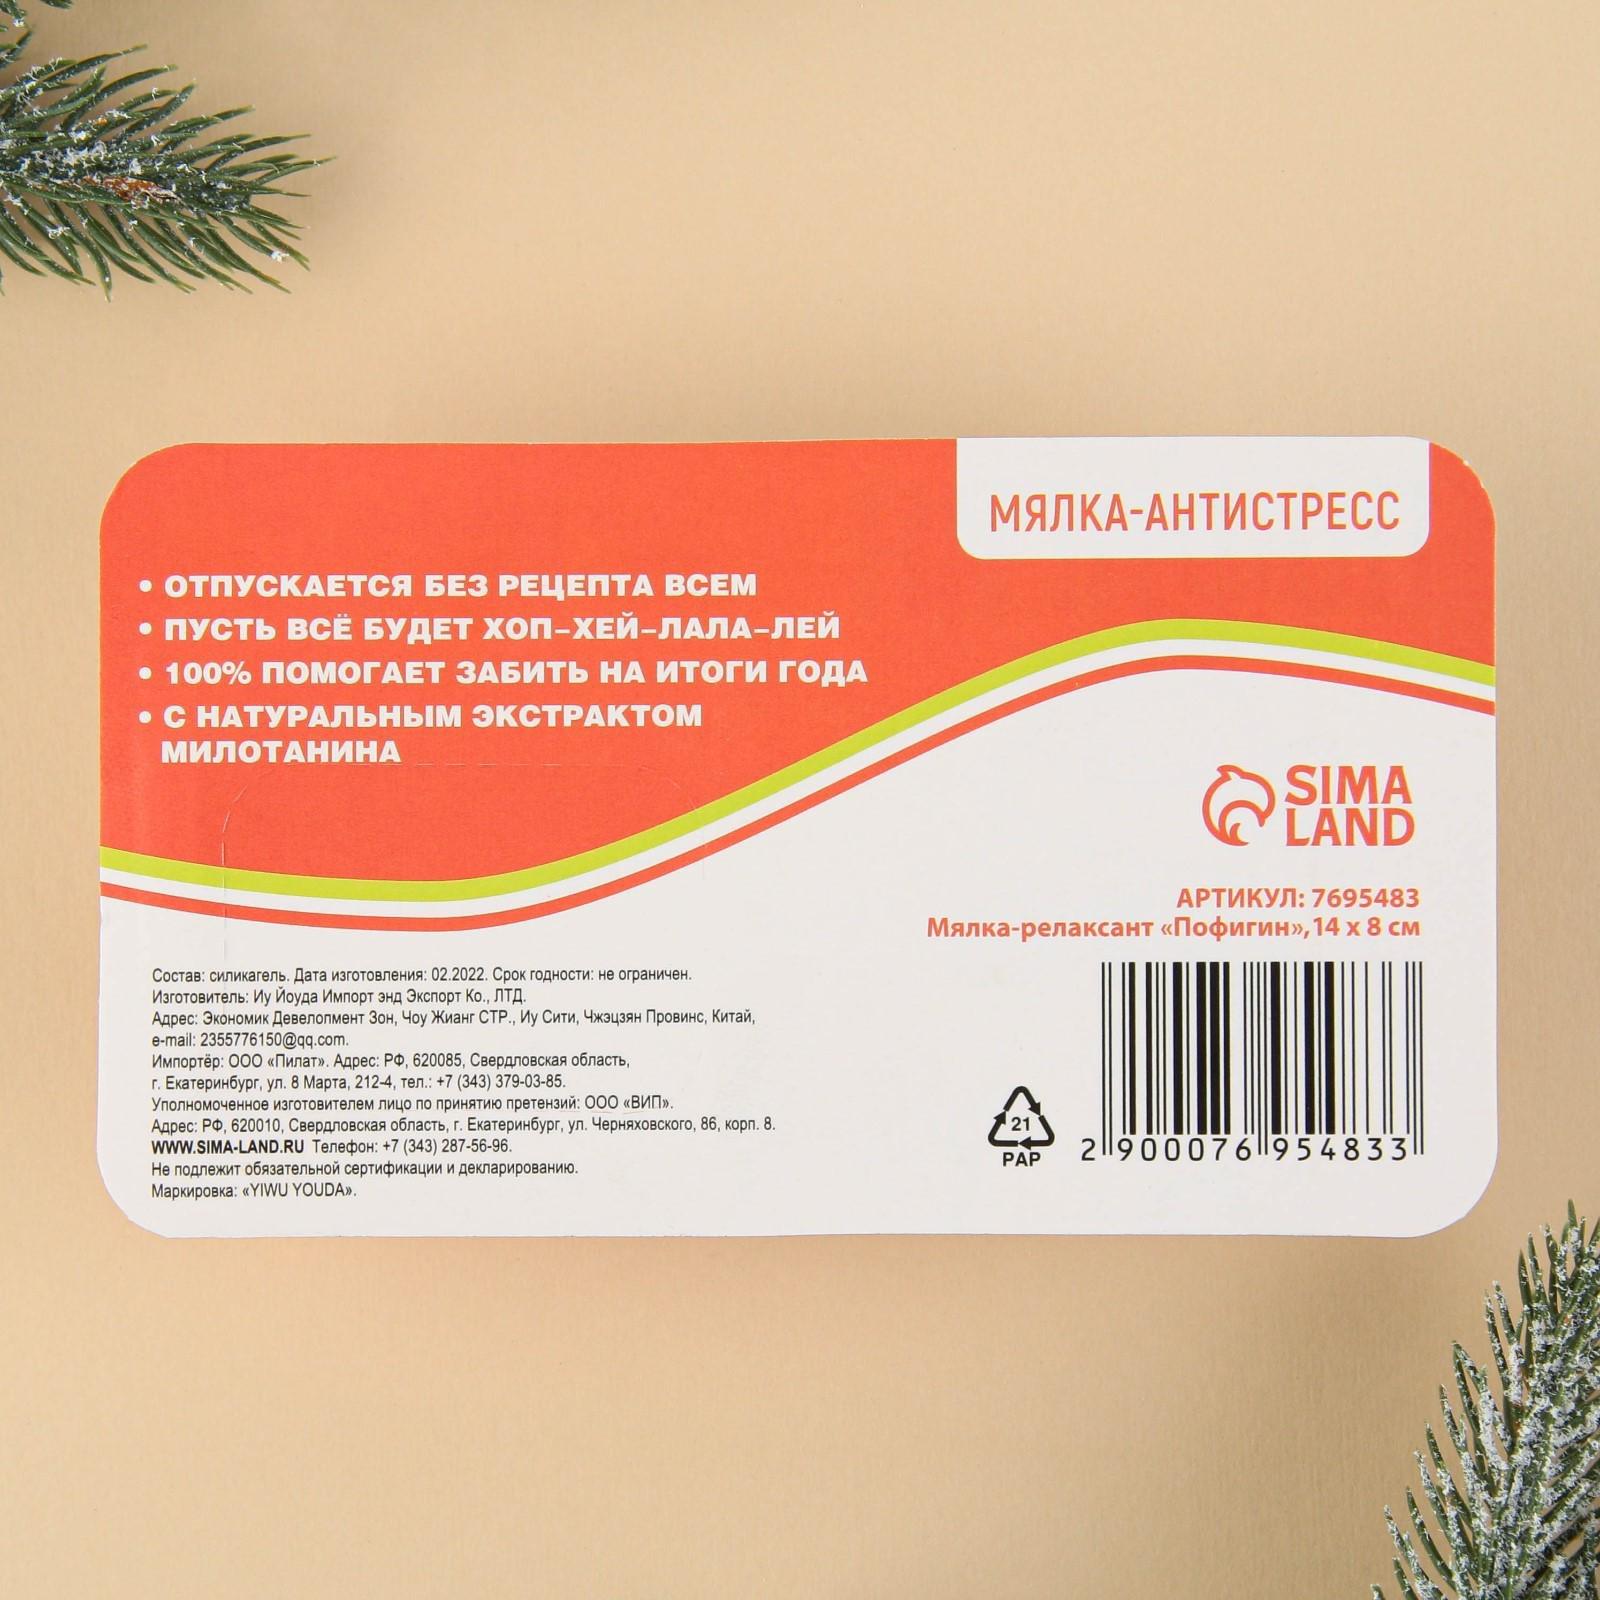 МЯЛКА-АНТИСТРЕСС
• ОТПУСКАЕТСЯ БЕЗ РЕЦЕПТА ВСЕМ
• ПУСТЬ ВСЁ БУДЕТ ХОП-ХЕЙ-ЛАЛА-ЛЕЙ
• 100% ПОМОГАЕТ ЗАБИТЬ НА ИТОГИ ГОДА
• С НАТУРАЛЬНЫМ ЭКСТРАКТОМ
МИЛОТАНИНА
SIMA
LAND
АРТИКУЛ: 7695483
Мялка-релаксант «Пофигин», 14 x 8 см
Состав: силикагель. Дата изготовления: 02.2022. Срок годности: не ограничен.
Изготовитель: Иу Йоуда Импорт энд Экспорт Ко., ЛТД.
Адрес: Экономик Девелопмент Зон, Чоу Жианг СТР., Иу Сити, Чжэцзян Провинс, Китай,
e-mail: 2355776150@qq.com.
Импортёр: ООО «Пилат». Адрес: РФ, 620085, Свердловская область,
г. Екатеринбург, ул. 8 Марта, 212-4, тел.: +7 (343) 379-03-85.
Уполномоченное изготовителем лицо по принятию претензий: ООО «ВИП».
Адрес: РФ, 620010, Свердловская область, г. Екатеринбург, ул. Черняховского, 86, корп. 8.
WWW.SIMA-LAND.RU Телефон: +7 (343) 287-56-96.
Не подлежит обязательной сертификации и декларированию.
Маркировка: «YIWU YOUDA».
21
PAP
2 900076 954833